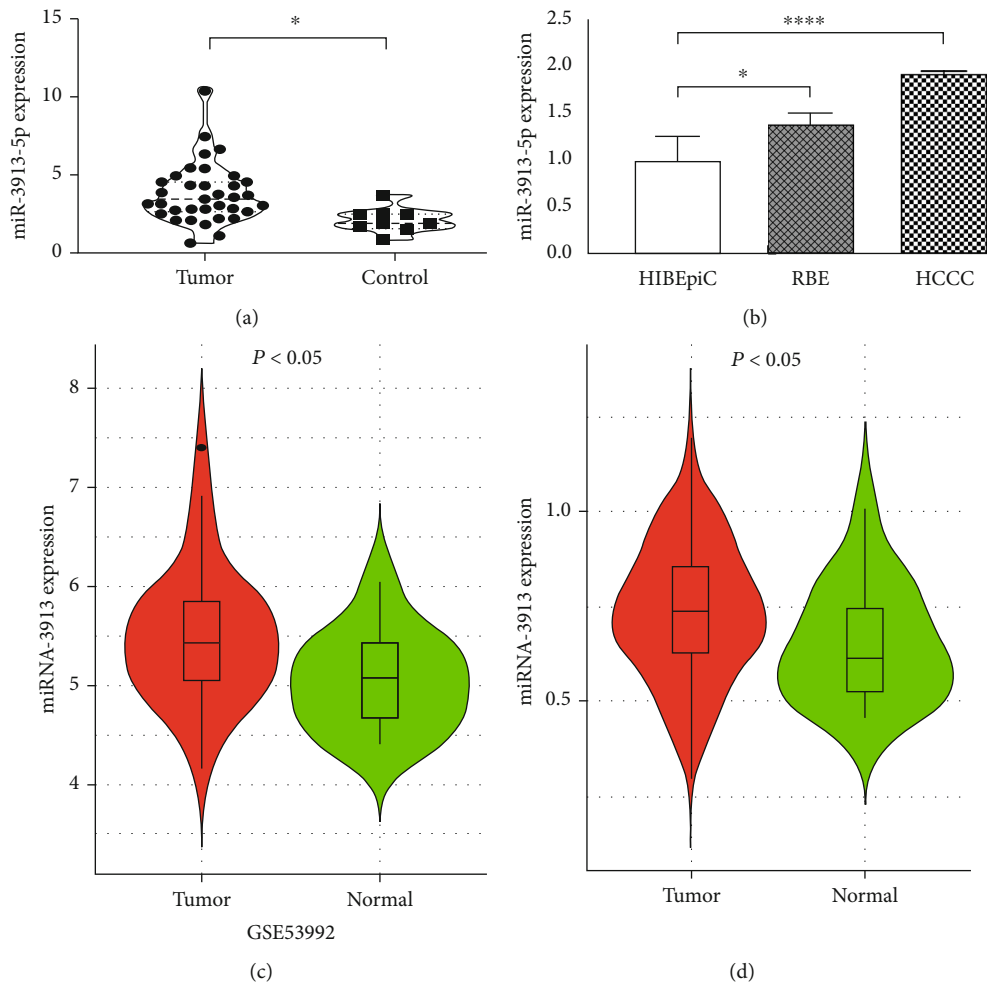 miR-3913-5p expression
15
10
5
0
*
Tumor
Control
(a)
miR-3913-5p expression
2.5
2.0
1.5
1.0
0.5
0.0
****
*
HIBEpiC
RBE
HCCC
(b)
miRNA-3913 expression
P < 0.05
8
7
6
5
4
Tumor
Normal
GSE53992
(c)
miRNA-3913 expression
P < 0.05
1.0
0.5
Tumor
Normal
(d)